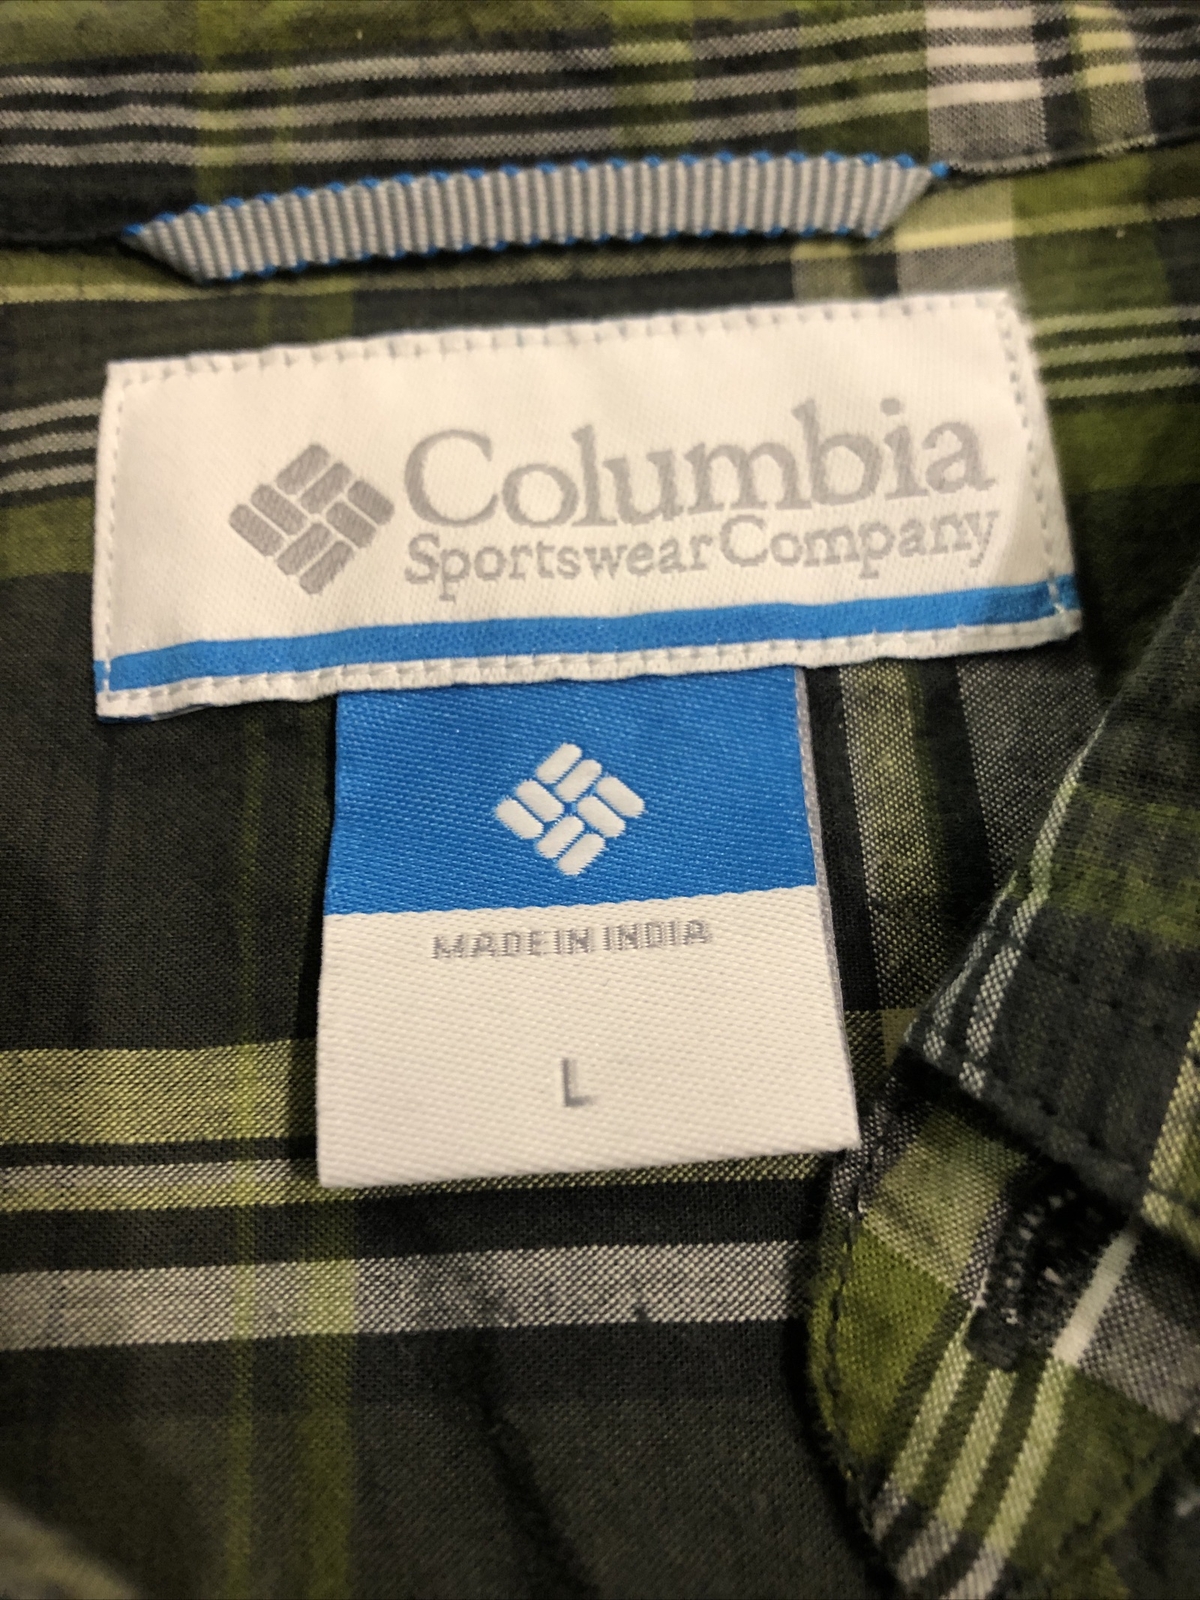 Columbia
Sportswear Company
MADE IN INDIA
L